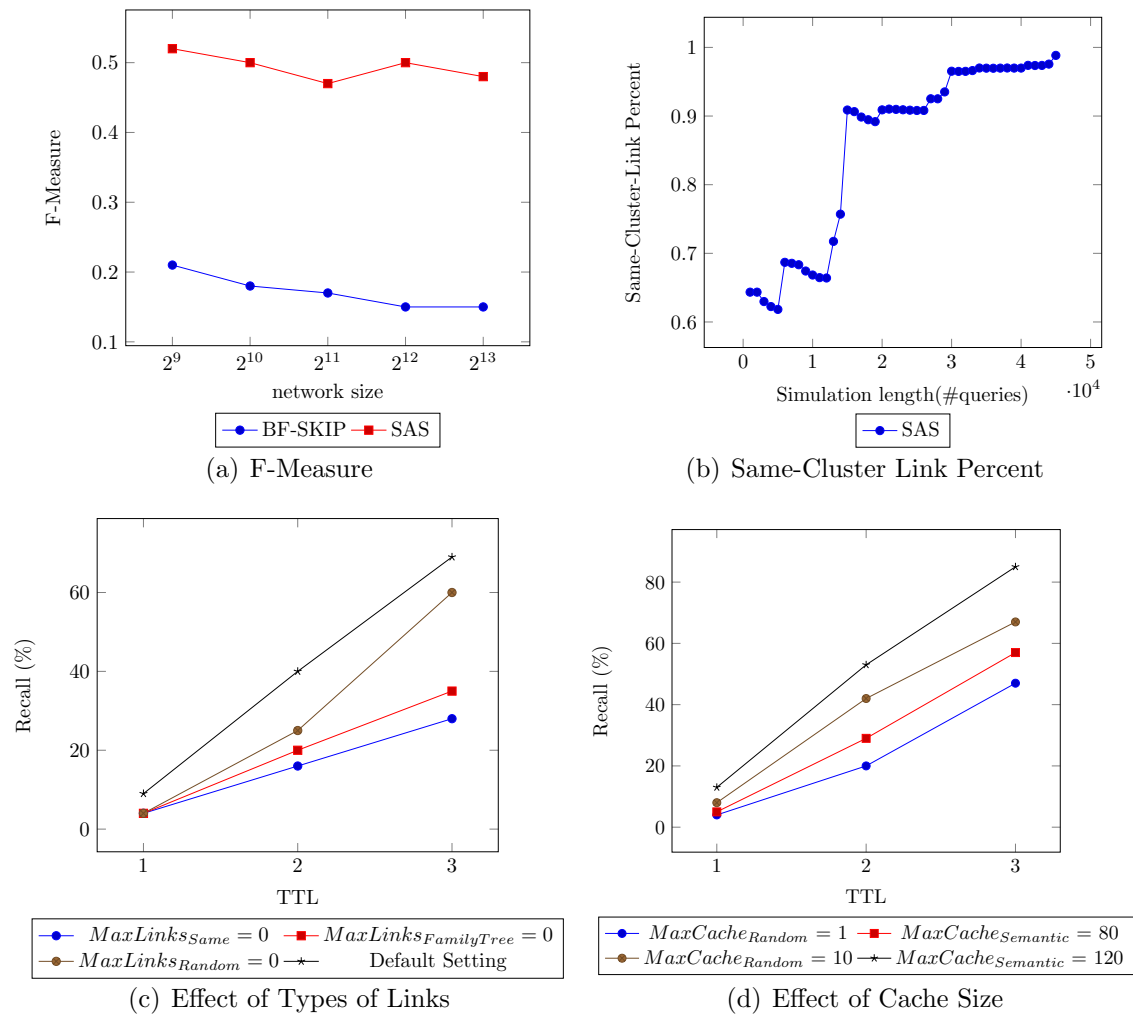 0.5
0.4
0.3
0.2
0.1
F-Measure
2^9 2^10 2^11 2^12 2^13
network size
BF-SKIP SAS
(a) F-Measure
1
0.9
0.8
0.7
0.6
Same-Cluster-Link Percent
0 1 2 3 4 5
Simulation length(#queries) ·10^4
SAS
(b) Same-Cluster Link Percent
60
40
20
0
Recall (%)
1 2 3
TTL
MaxLinks_Same = 0 MaxLinks_FamilyTree = 0
MaxLinks_Random = 0 Default Setting
(c) Effect of Types of Links
80
60
40
20
0
Recall (%)
1 2 3
TTL
MaxCache_Random = 1 MaxCache_Semantic = 80
MaxCache_Random = 10 MaxCache_Semantic = 120
(d) Effect of Cache Size